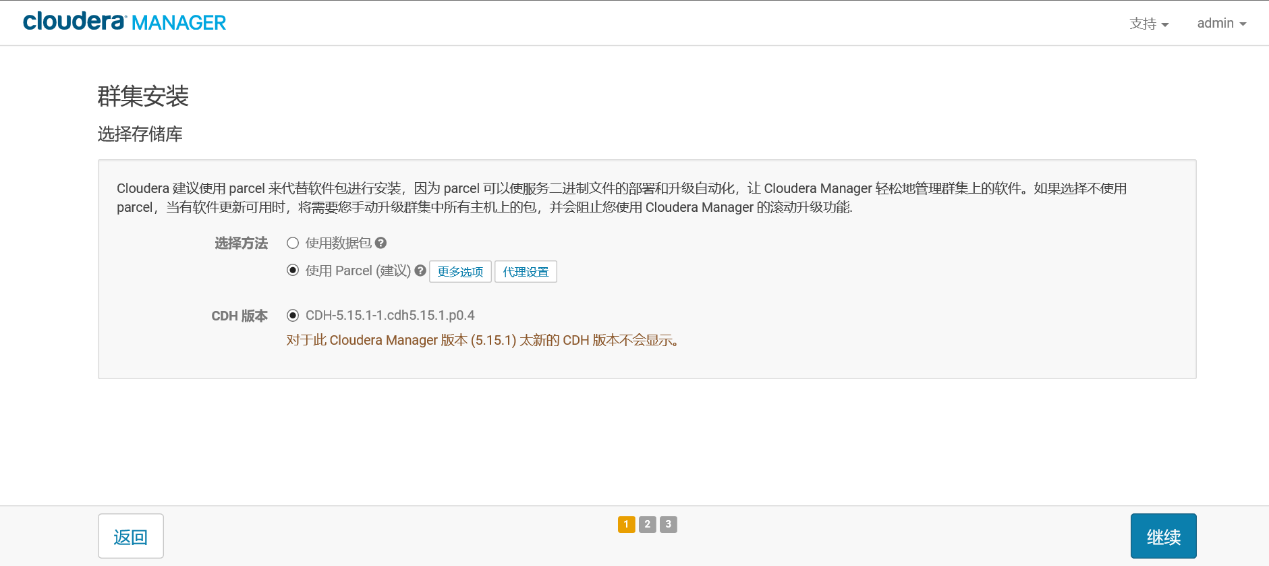 cloudera MANAGER
支持 admin
群集安装
选择存储库
Cloudera 建议使用 parcel 来代替软件包进行安装，因为 parcel 可以使服务二进制文件的部署和升级自动化，让 Cloudera Manager 轻松地管理群集上的软件。如果选择不使用
parcel，当有软件更新可用时，将需要您手动升级群集中所有主机上的包，并会阻止您使用 Cloudera Manager 的滚动升级功能.
选择方法 使用数据包 ?
使用 Parcel (建议) ? 更多选项 代理设置
CDH 版本 CDH-5.15.1-1.cdh5.15.1.p0.4
对于此 Cloudera Manager 版本 (5.15.1) 太新的 CDH 版本不会显示。
返回 1 2 3 继续